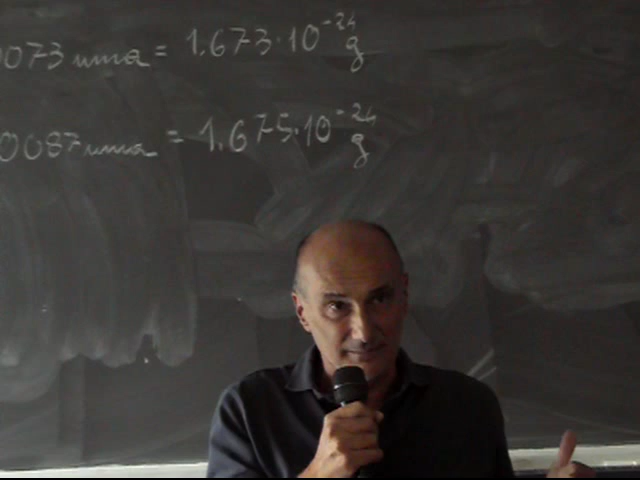 0073 uma = 1.673·10⁻²⁴ g
0087 uma = 1.675·10⁻²⁴ g